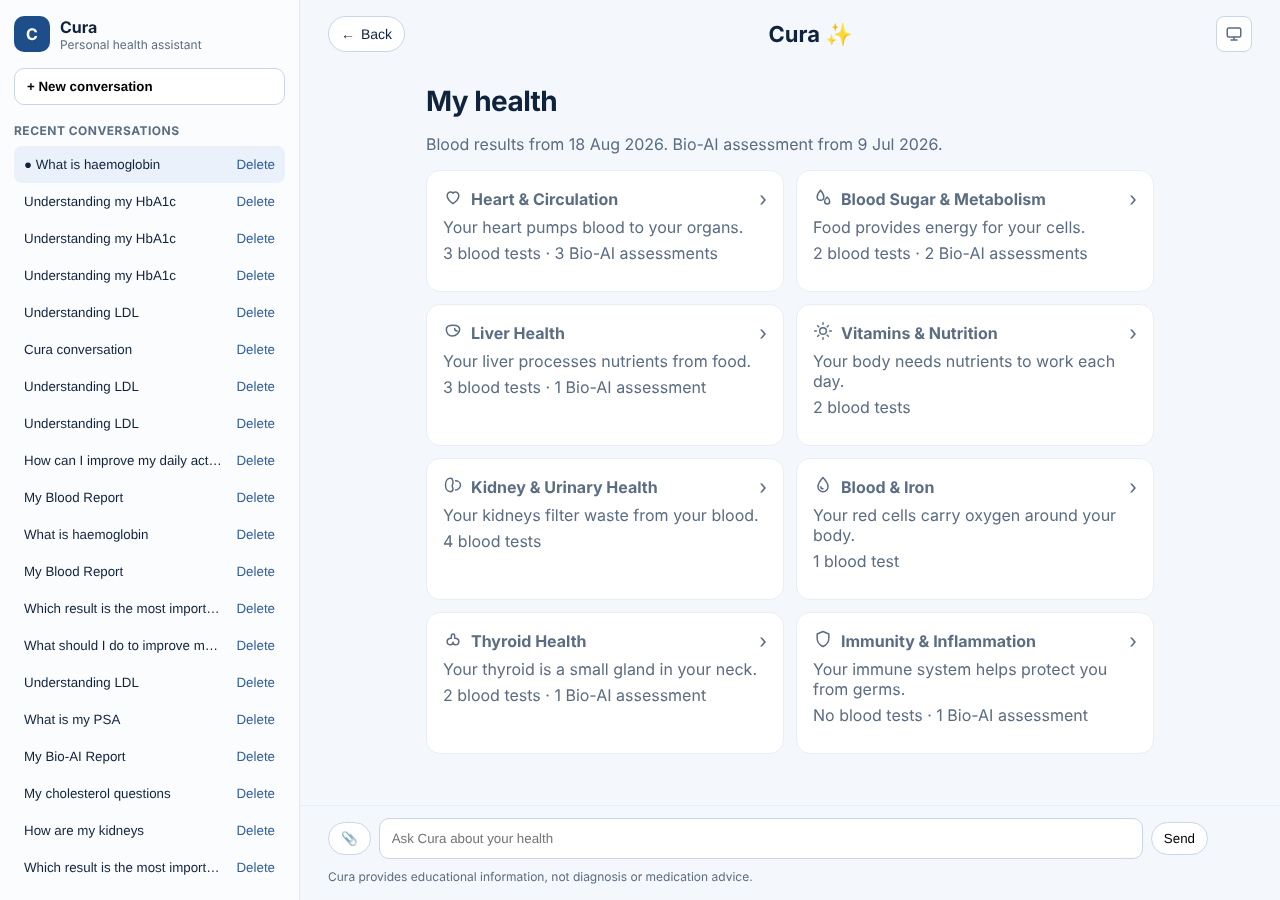 C
Cura
Personal health assistant
+ New conversation
RECENT CONVERSATIONS
● What is haemoglobin Delete
Understanding my HbA1c Delete
Understanding my HbA1c Delete
Understanding my HbA1c Delete
Understanding LDL Delete
Cura conversation Delete
Understanding LDL Delete
Understanding LDL Delete
How can I improve my daily act... Delete
My Blood Report Delete
What is haemoglobin Delete
My Blood Report Delete
Which result is the most import... Delete
What should I do to improve m... Delete
Understanding LDL Delete
What is my PSA Delete
My Bio-AI Report Delete
My cholesterol questions Delete
How are my kidneys Delete
Which result is the most import... Delete
← Back
Cura ✨
My health
Blood results from 18 Aug 2026. Bio-AI assessment from 9 Jul 2026.
Heart & Circulation ›
Your heart pumps blood to your organs.
3 blood tests · 3 Bio-AI assessments
Blood Sugar & Metabolism ›
Food provides energy for your cells.
2 blood tests · 2 Bio-AI assessments
Liver Health ›
Your liver processes nutrients from food.
3 blood tests · 1 Bio-AI assessment
Vitamins & Nutrition ›
Your body needs nutrients to work each
day.
2 blood tests
Kidney & Urinary Health ›
Your kidneys filter waste from your blood.
4 blood tests
Blood & Iron ›
Your red cells carry oxygen around your
body.
1 blood test
Thyroid Health ›
Your thyroid is a small gland in your neck.
2 blood tests · 1 Bio-AI assessment
Immunity & Inflammation ›
Your immune system helps protect you
from germs.
No blood tests · 1 Bio-AI assessment
Ask Cura about your health
Send
Cura provides educational information, not diagnosis or medication advice.